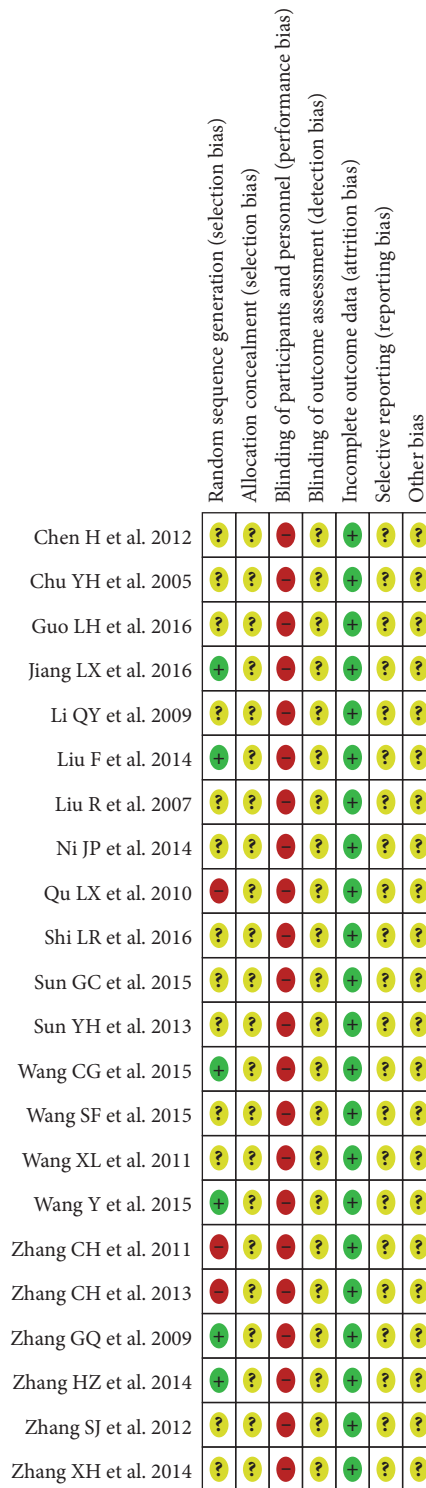 Random sequence generation (selection bias)
Allocation concealment (selection bias)
Blinding of participants and personnel (performance bias)
Blinding of outcome assessment (detection bias)
Incomplete outcome data (attrition bias)
Selective reporting (reporting bias)
Other bias
Chen H et al. 2012 ? ? – ? + ? ?
Chu YH et al. 2005 ? ? – ? + ? ?
Guo LH et al. 2016 ? ? – ? + ? ?
Jiang LX et al. 2016 + ? – ? + ? ?
Li QY et al. 2009 ? ? – ? + ? ?
Liu F et al. 2014 + ? – ? + ? ?
Liu R et al. 2007 ? ? – ? + ? ?
Ni JP et al. 2014 ? ? – ? + ? ?
Qu LX et al. 2010 – ? – ? + ? ?
Shi LR et al. 2016 ? ? – ? + ? ?
Sun GC et al. 2015 ? ? – ? + ? ?
Sun YH et al. 2013 ? ? – ? + ? ?
Wang CG et al. 2015 + ? – ? + ? ?
Wang SF et al. 2015 ? ? – ? + ? ?
Wang XL et al. 2011 ? ? – ? + ? ?
Wang Y et al. 2015 + ? – ? + ? ?
Zhang CH et al. 2011 – ? – ? + ? ?
Zhang CH et al. 2013 – ? – ? + ? ?
Zhang GQ et al. 2009 + ? – ? + ? ?
Zhang HZ et al. 2014 + ? – ? + ? ?
Zhang SJ et al. 2012 ? ? – ? + ? ?
Zhang XH et al. 2014 ? ? – ? + ? ?